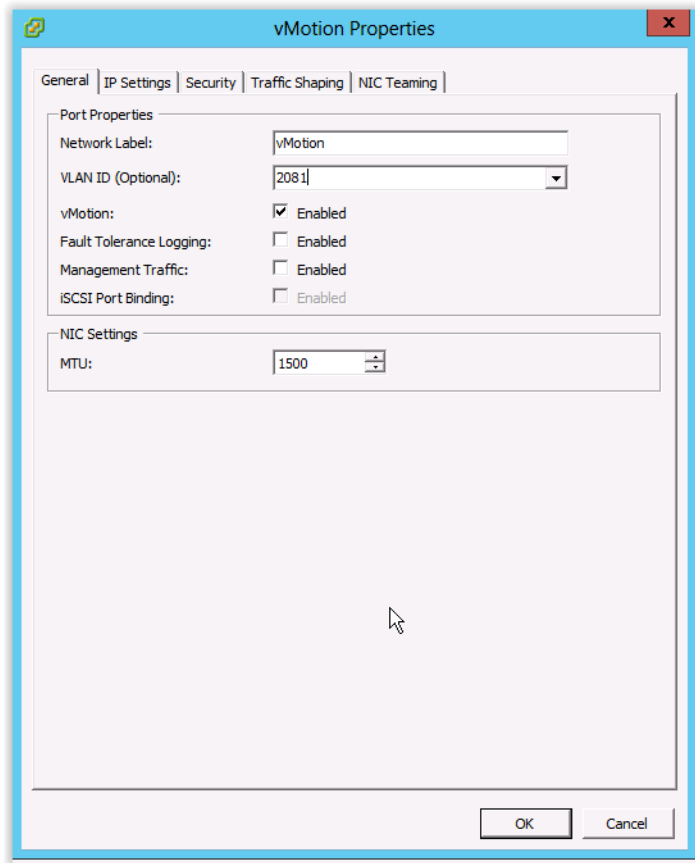 vMotion Properties
x
General IP Settings Security Traffic Shaping NIC Teaming
Port Properties
Network Label: vMotion
VLAN ID (Optional): 2081
vMotion: Enabled
Fault Tolerance Logging: Enabled
Management Traffic: Enabled
iSCSI Port Binding: Enabled
NIC Settings
MTU: 1500
OK Cancel